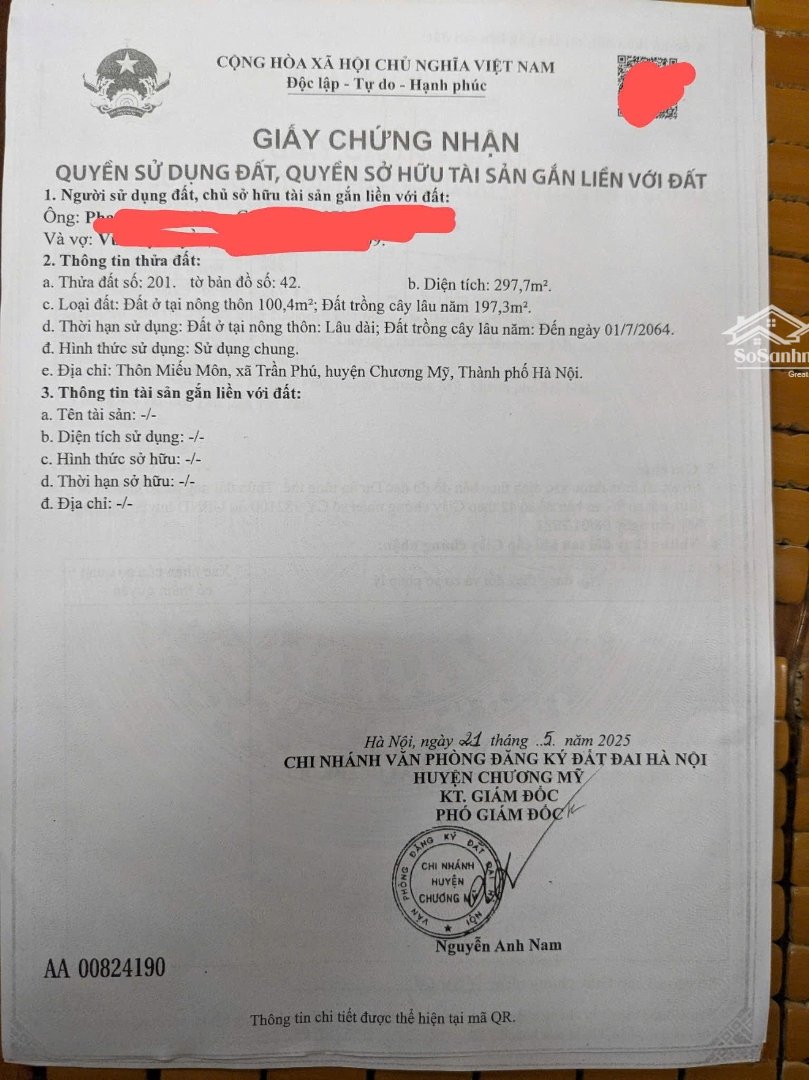 CỘNG HÒA XÃ HỘI CHỦ NGHĨA VIỆT NAM
Độc lập - Tự do - Hạnh phúc
GIẤY CHỨNG NHẬN
QUYỀN SỬ DỤNG ĐẤT, QUYỀN SỞ HỮU TÀI SẢN GẮN LIỀN VỚI ĐẤT
1. Người sử dụng đất, chủ sở hữu tài sản gắn liền với đất:
Ông:
Và vợ:
2. Thông tin thửa đất:
a. Thửa đất số: 201. tờ bản đồ số: 42. b. Diện tích: 297,7m².
c. Loại đất: Đất ở tại nông thôn 100,4m²; Đất trồng cây lâu năm 197,3m².
d. Thời hạn sử dụng: Đất ở tại nông thôn: Lâu dài; Đất trồng cây lâu năm: Đến ngày 01/7/2064.
đ. Hình thức sử dụng: Sử dụng chung.
e. Địa chỉ: Thôn Miếu Môn, xã Trần Phú, huyện Chương Mỹ, Thành phố Hà Nội.
3. Thông tin tài sản gắn liền với đất:
a. Tên tài sản: -/-
b. Diện tích sử dụng: -/-
c. Hình thức sở hữu: -/-
d. Thời hạn sở hữu: -/-
đ. Địa chỉ: -/-
Hà Nội, ngày 21 tháng ..5. năm 2025
CHI NHÁNH VĂN PHÒNG ĐĂNG KÝ ĐẤT ĐAI HÀ NỘI
HUYỆN CHƯƠNG MỸ
KT. GIÁM ĐỐC
PHÓ GIÁM ĐỐC
VĂN PHÒNG ĐĂNG KÝ ĐẤT ĐAI HÀ NỘI
CHI NHÁNH
HUYỆN
CHƯƠNG MỸ
Nguyễn Anh Nam
AA 00824190
Thông tin chi tiết được thể hiện tại mã QR.
SoSanhn
Great